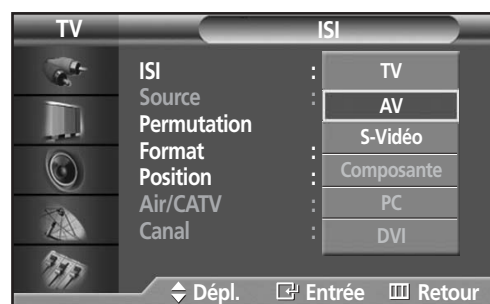 TV ISI
ISI : TV
Source : AV
Permutation S-Vidéo
Format :
Position : Composante
Air/CATV : PC
Canal : DVI
Dépl. Entrée Retour